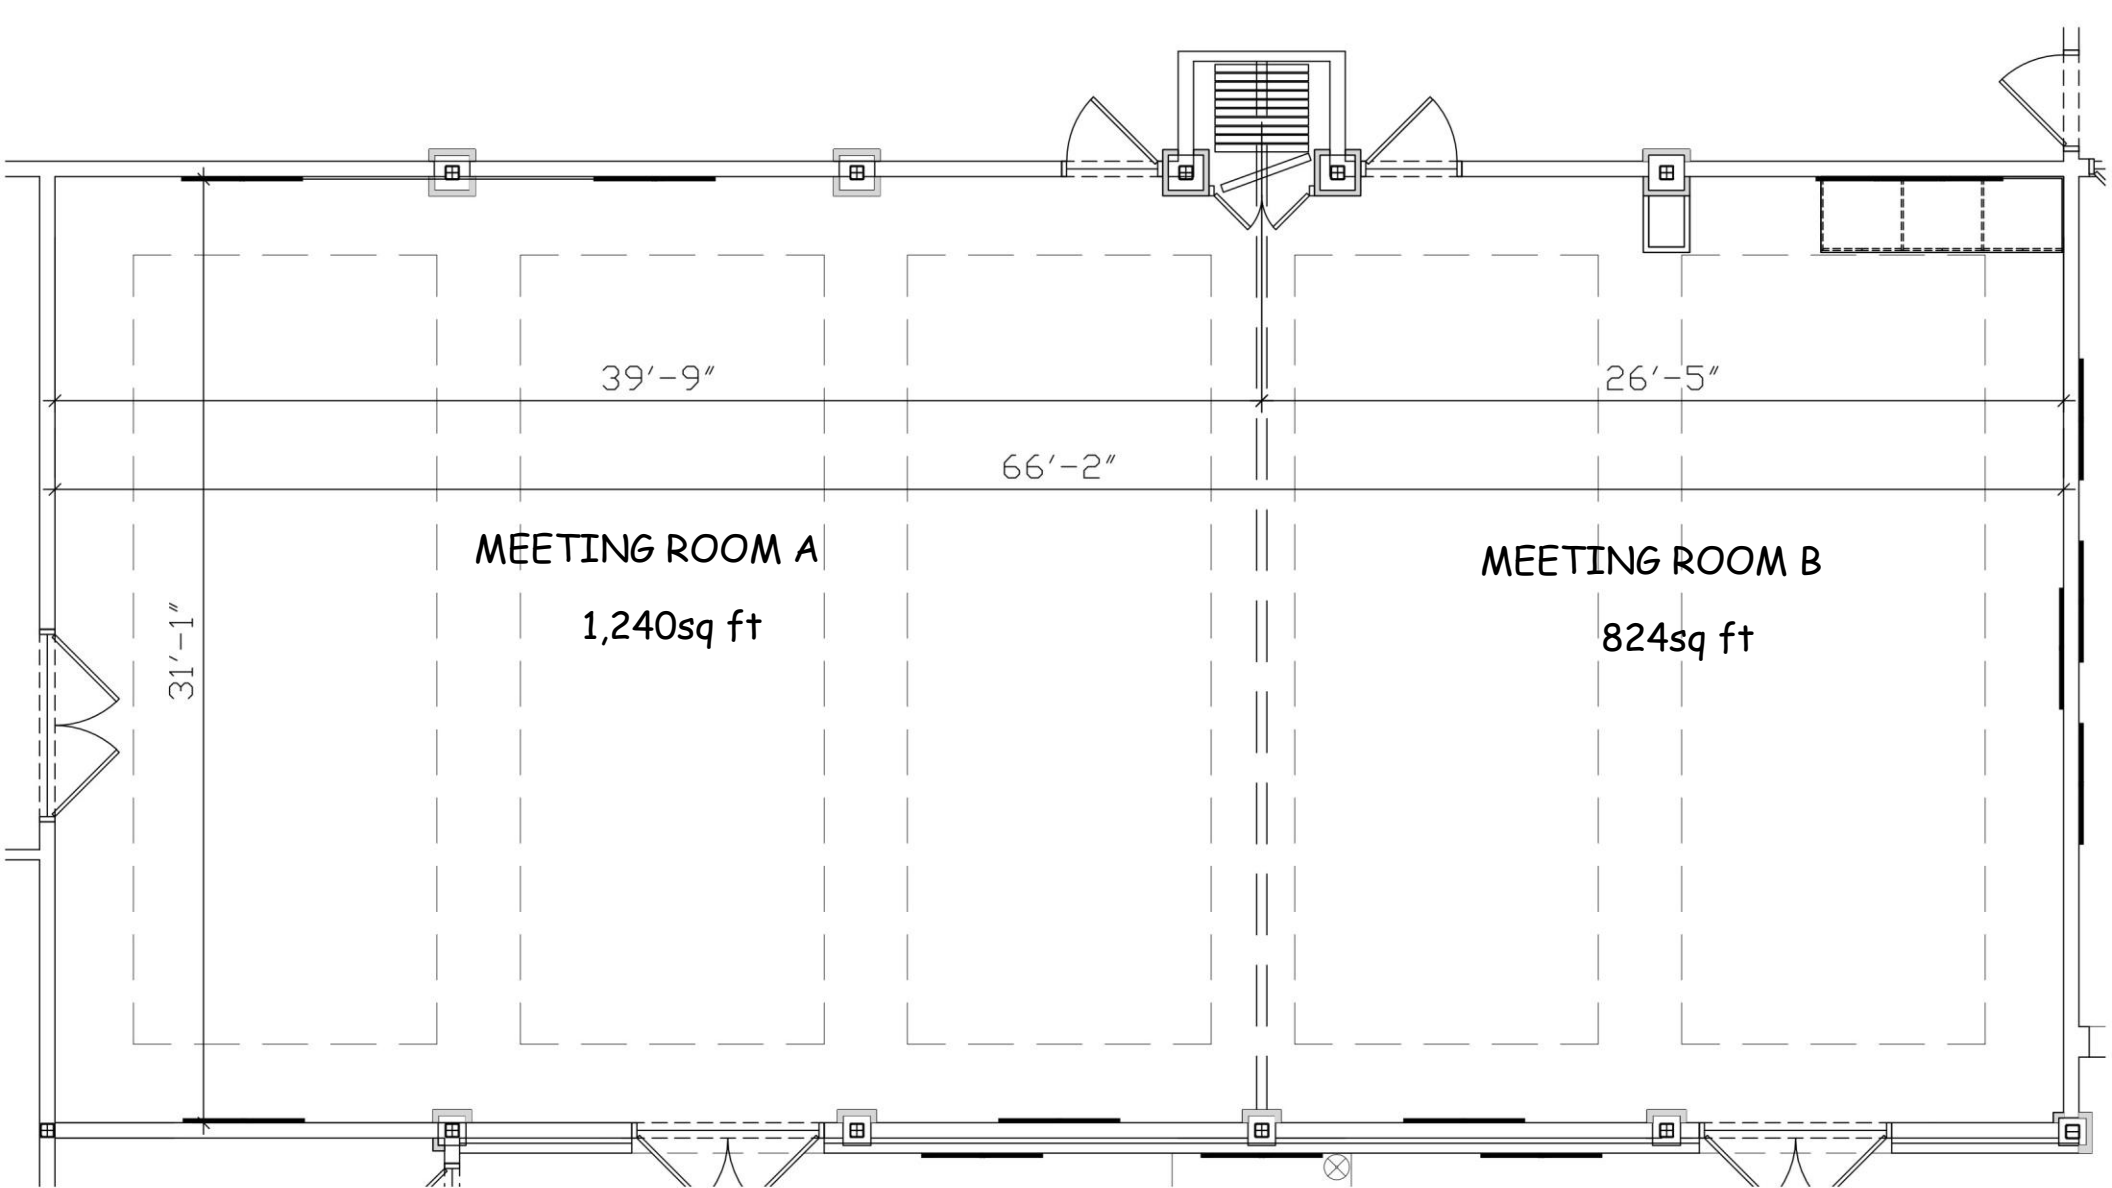 39'-9"
26'-5"
66'-2"
MEETING ROOM A
1,240sq ft
MEETING ROOM B
824sq ft
31'-1"